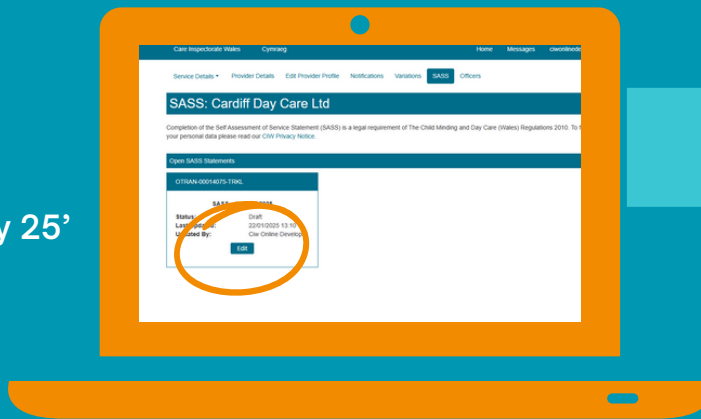 y 25'
Care Inspectorate Wales Cymraeg Home Messages ciwonlinede
Service Details Provider Details Edit Provider Profile Notifications Variations SASS Officers
SASS: Cardiff Day Care Ltd
Completion of the Self Assessment of Service Statement (SASS) is a legal requirement of The Child Minding and Day Care (Wales) Regulations 2010. To f
your personal data please read our CIW Privacy Notice.
Open SASS Statements
OTRAN-00014075-TRKL
Status: Draft
22/01/2025 13:10
Updated By: Ciw Online Develop
Edit